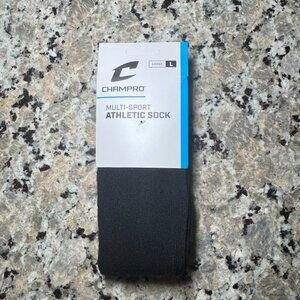 LARGE L
CHAMPRO
MULTI-SPORT
ATHLETIC SOCK